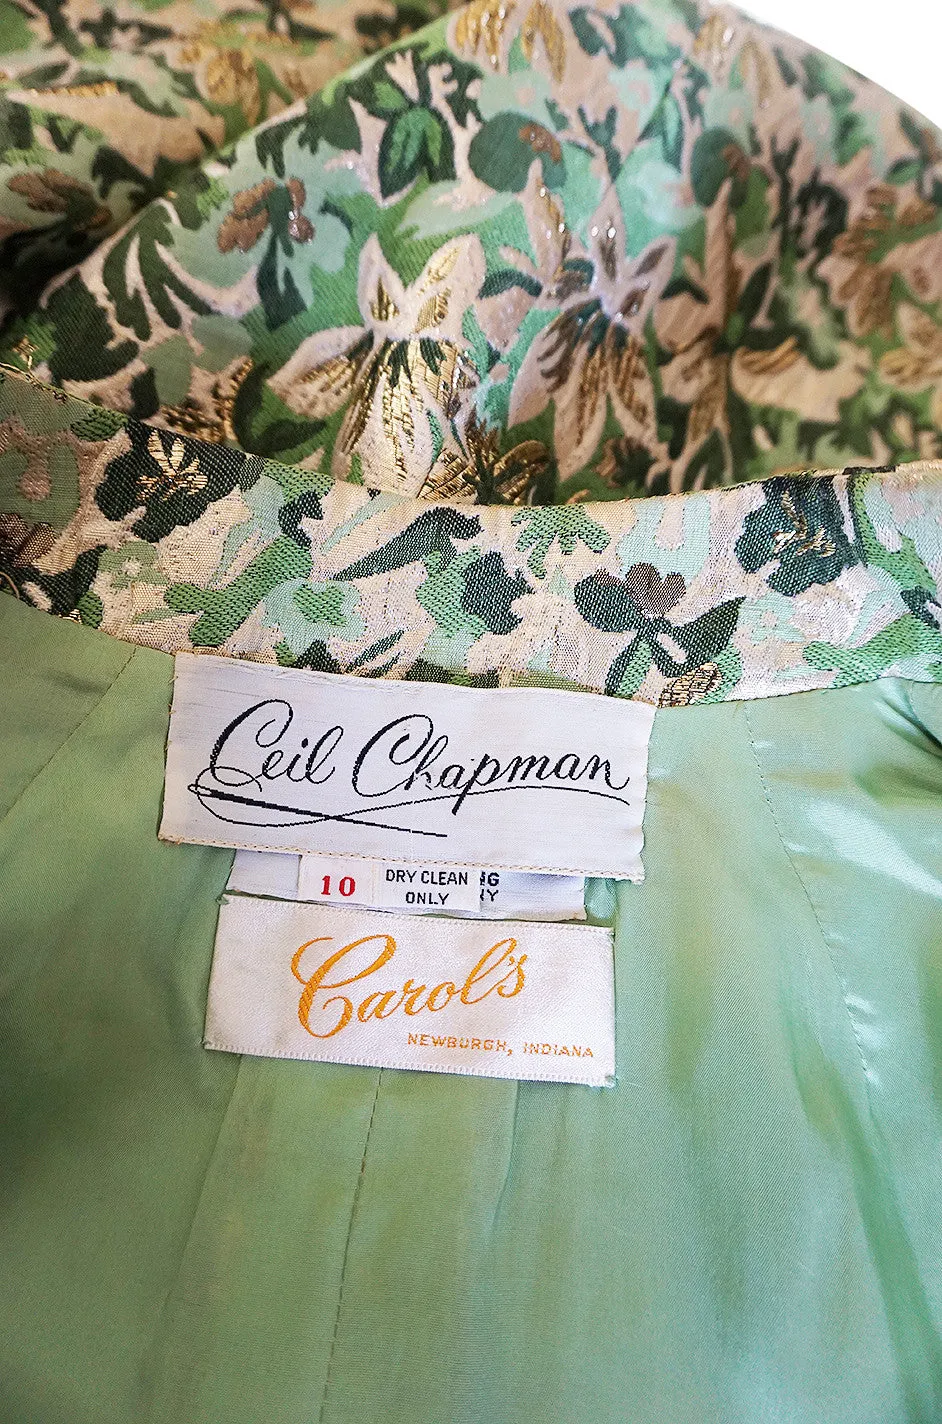 Ceil Chapman
10
DRY CLEAN
ONLY
Carol's
NEWBURGH, INDIANA